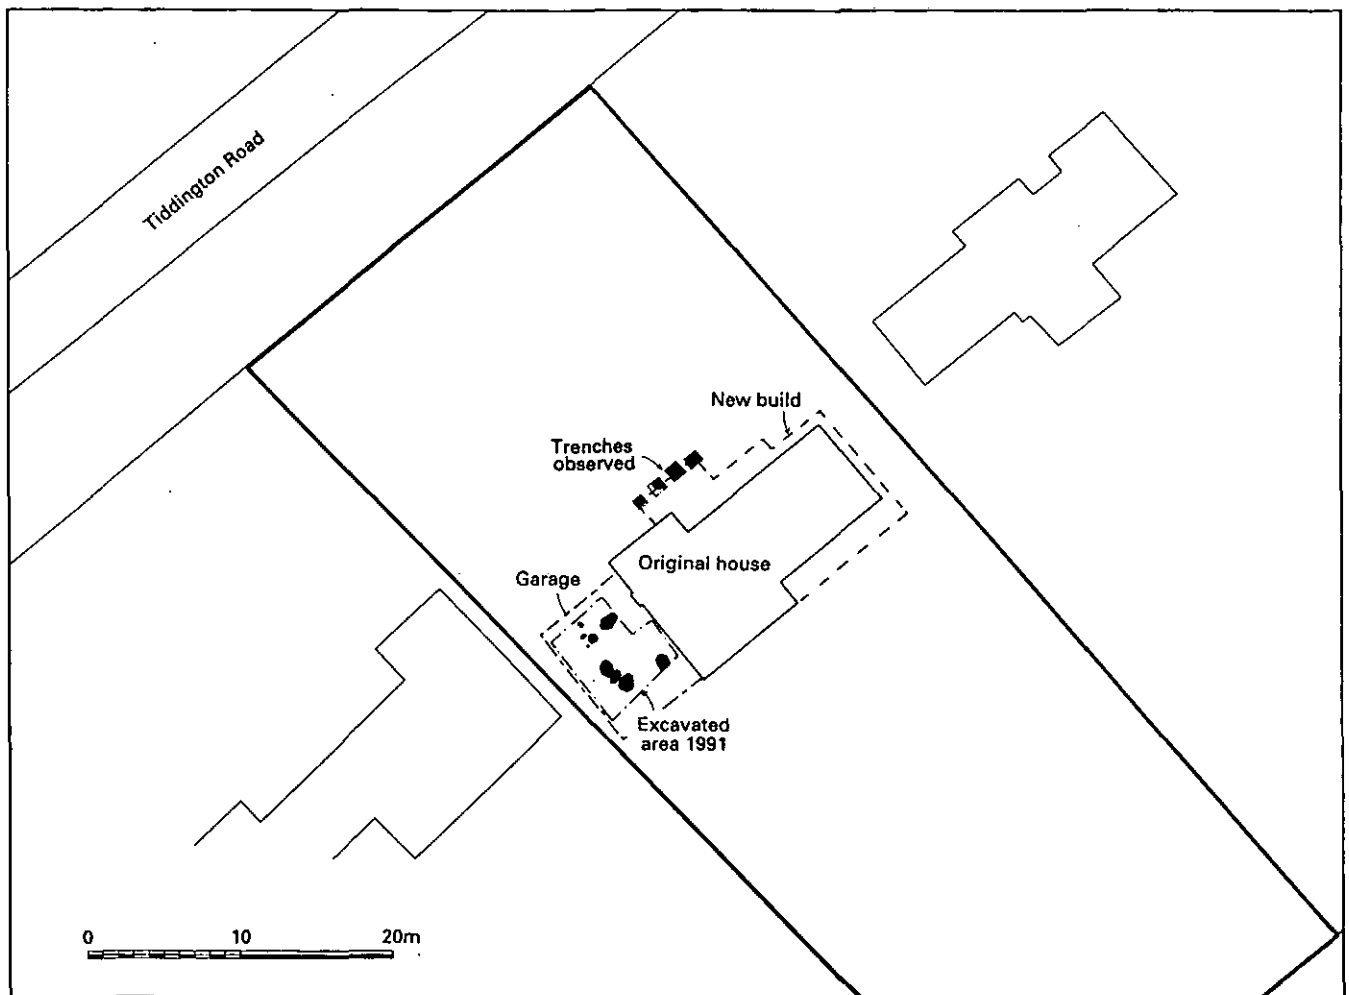 Tiddington Road
New build
Trenches
observed
Original house
Garage
Excavated
area 1991
0 10 20m